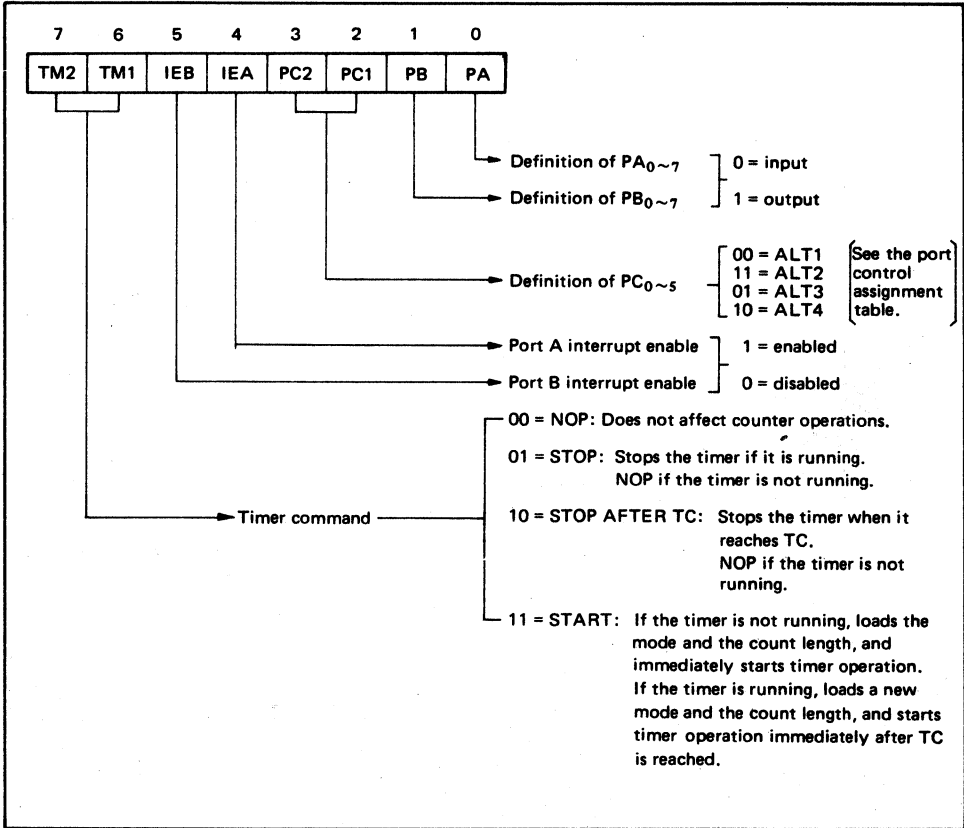 7 6 5 4 3 2 1 0
TM2 TM1 IEB IEA PC2 PC1 PB PA
Definition of PA0~7
0 = input
Definition of PB0~7
1 = output
Definition of PC0~5
00 = ALT1
11 = ALT2
01 = ALT3
10 = ALT4
See the port
control
assignment
table.
Port A interrupt enable
1 = enabled
Port B interrupt enable
0 = disabled
Timer command
00 = NOP: Does not affect counter operations.
01 = STOP: Stops the timer if it is running.
NOP if the timer is not running.
10 = STOP AFTER TC: Stops the timer when it
reaches TC.
NOP if the timer is not
running.
11 = START: If the timer is not running, loads the
mode and the count length, and
immediately starts timer operation.
If the timer is running, loads a new
mode and the count length, and starts
timer operation immediately after TC
is reached.